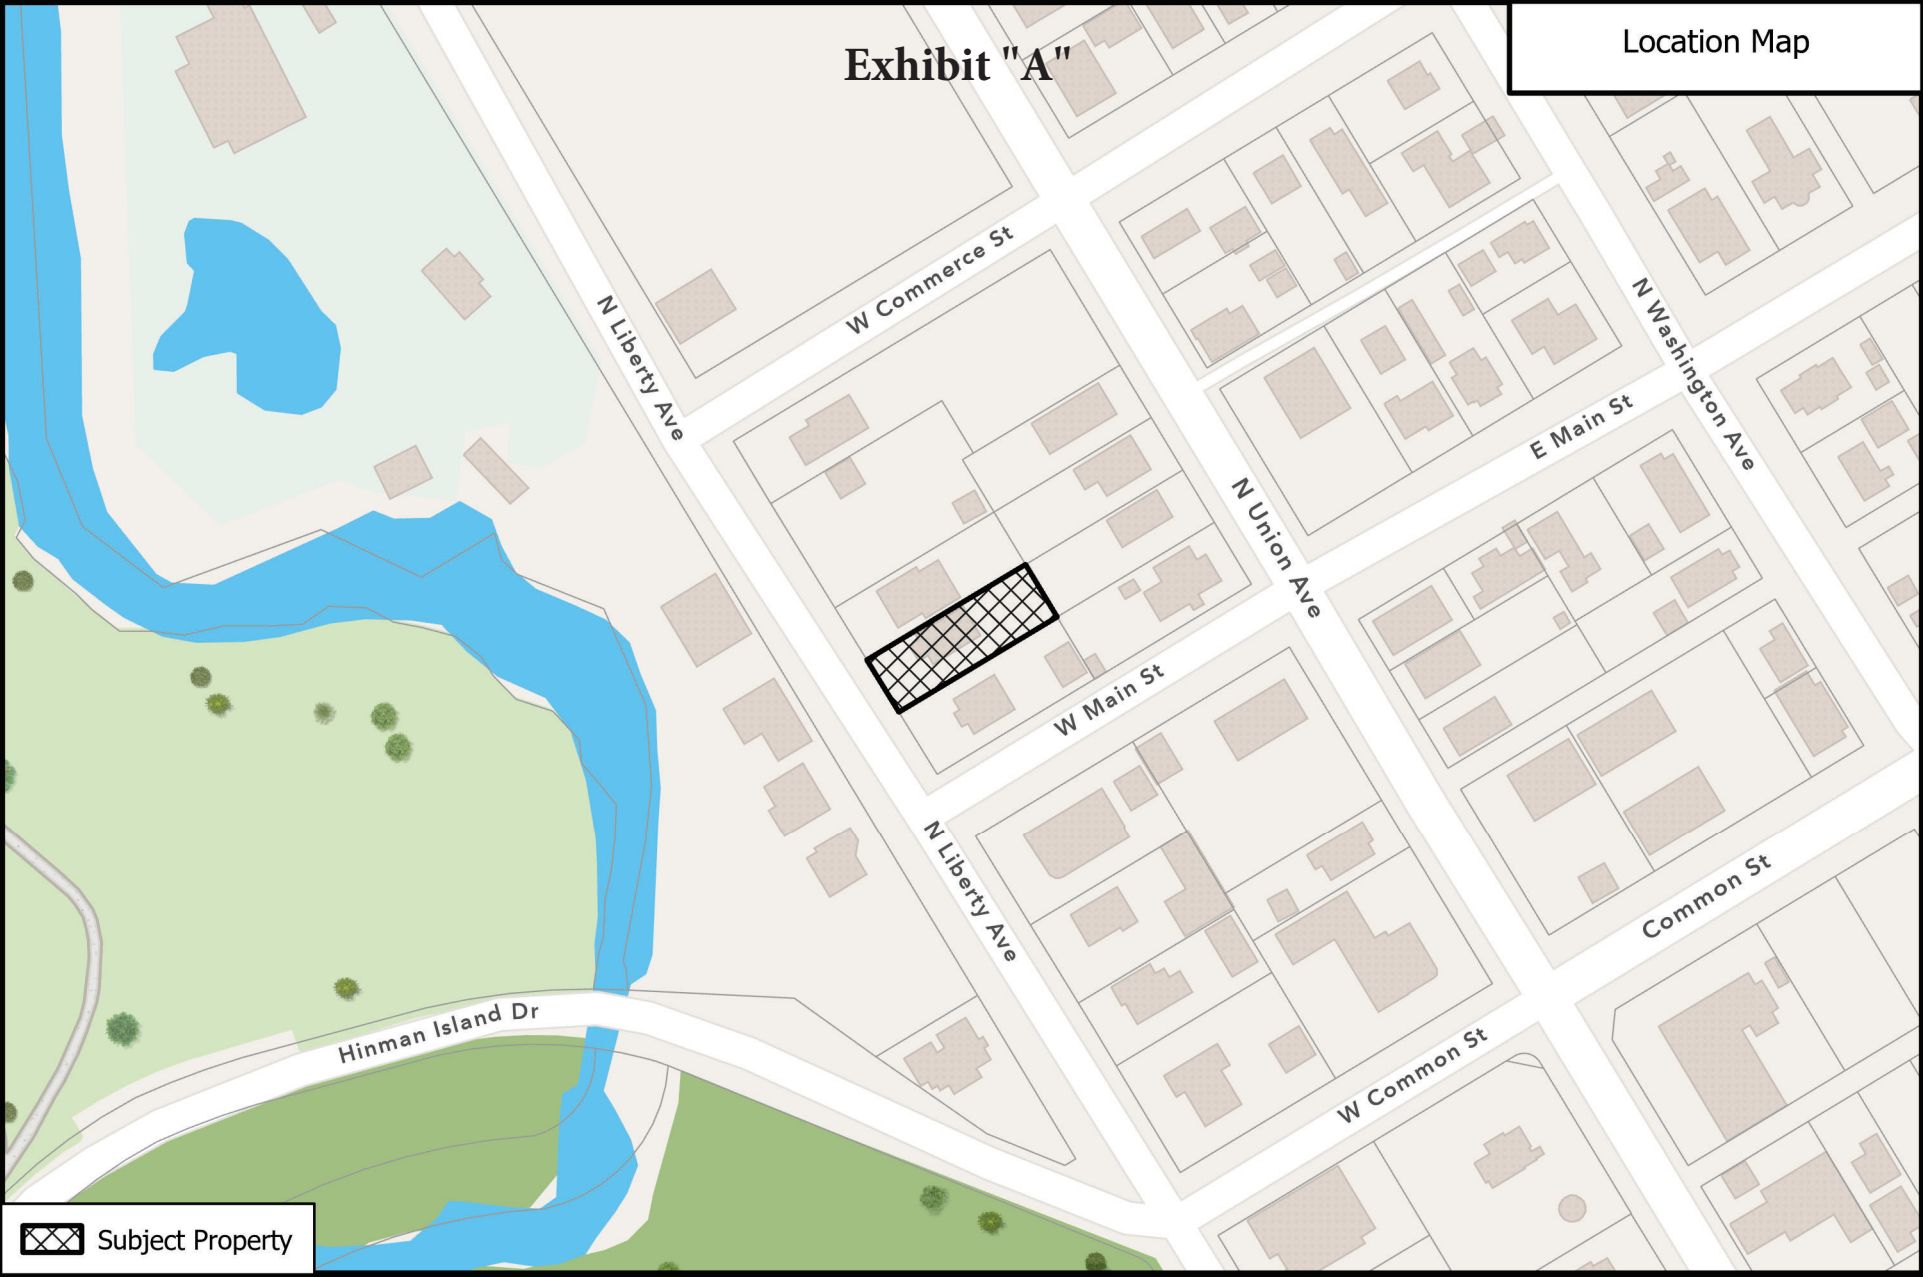 Location Map
Exhibit "A"
W Commerce St
N Liberty Ave
N Washington Ave
E Main St
N Union Ave
W Main St
N Liberty Ave
Common St
Hinman Island Dr
W Common St
Subject Property